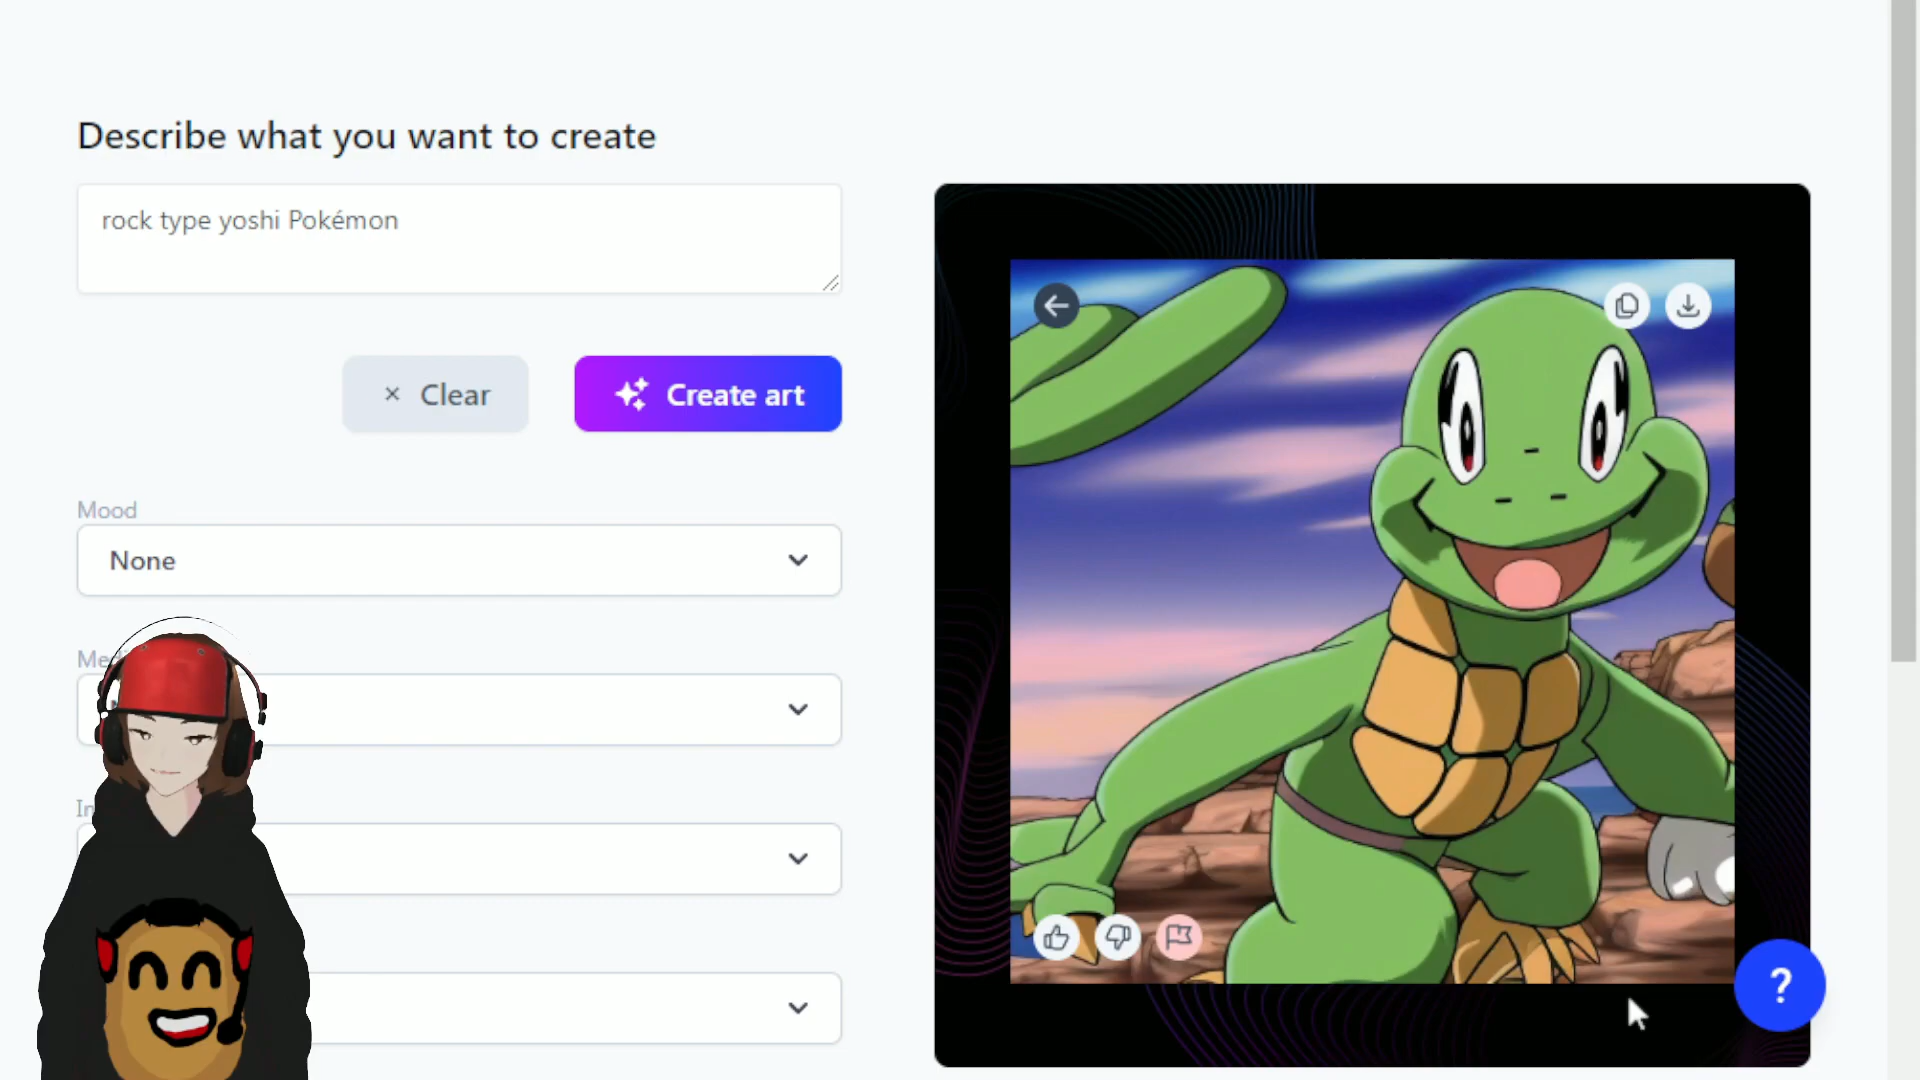 Describe what you want to create
rock type yoshi Pokémon
× Clear
Create art
Mood
None
?